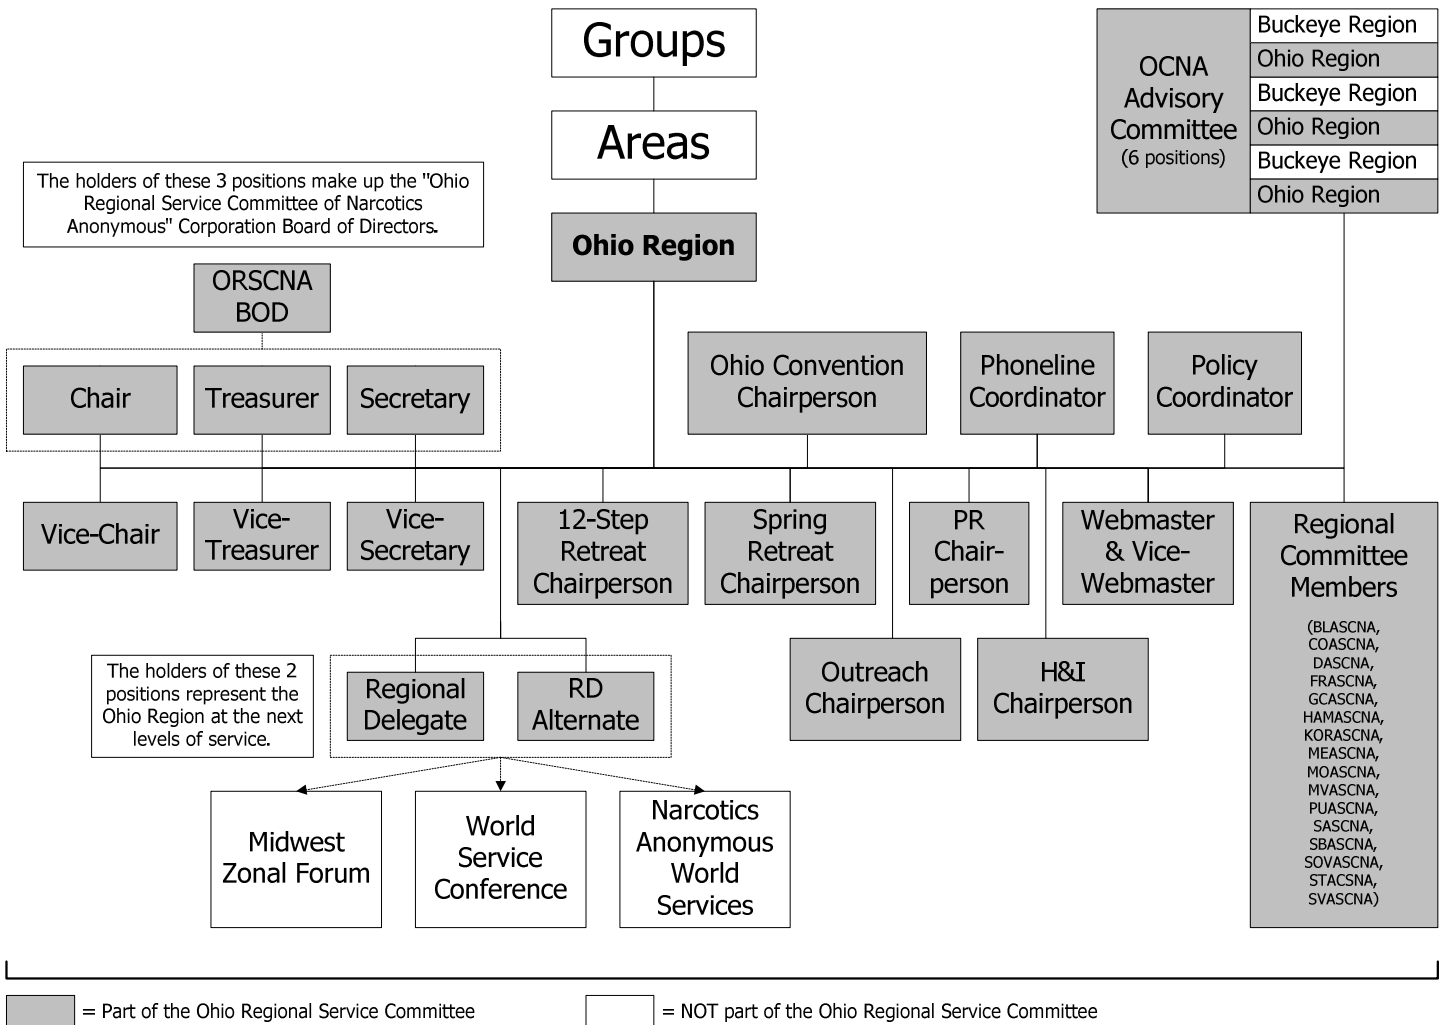 Groups
Areas
Ohio Region
OCNA
Advisory
Committee
(6 positions)
Buckeye Region
Ohio Region
Buckeye Region
Ohio Region
Buckeye Region
Ohio Region
The holders of these 3 positions make up the "Ohio
Regional Service Committee of Narcotics
Anonymous" Corporation Board of Directors.
ORSCNA
BOD
Chair
Treasurer
Secretary
Ohio Convention
Chairperson
Phoneline
Coordinator
Policy
Coordinator
Vice-Chair
Vice-
Treasurer
Vice-
Secretary
12-Step
Retreat
Chairperson
Spring
Retreat
Chairperson
PR
Chair-
person
Webmaster
& Vice-
Webmaster
Regional
Committee
Members
(BLASCNA,
COASCNA,
DASCNA,
FRASCNA,
GCASCNA,
HAMASCNA,
KORASCNA,
MEASCNA,
MOASCNA,
MVASCNA,
PUASCNA,
SASCNA,
SBASCNA,
SOVASCNA,
STACSNA,
SVASCNA)
Outreach
Chairperson
H&I
Chairperson
The holders of these 2
positions represent the
Ohio Region at the next
levels of service.
Regional
Delegate
RD
Alternate
Midwest
Zonal Forum
World
Service
Conference
Narcotics
Anonymous
World
Services
= Part of the Ohio Regional Service Committee
= NOT part of the Ohio Regional Service Committee